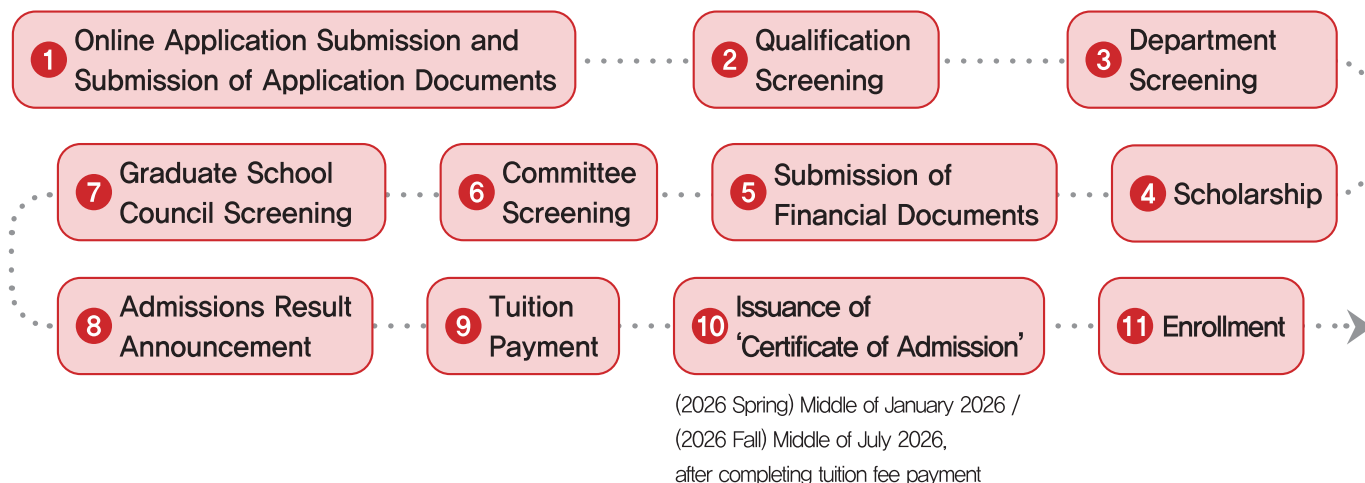 1 Online Application Submission and
Submission of Application Documents
2 Qualification
Screening
3 Department
Screening
4 Scholarship
5 Submission of
Financial Documents
6 Committee
Screening
7 Graduate School
Council Screening
8 Admissions Result
Announcement
9 Tuition
Payment
10 Issuance of
‘Certificate of Admission’
(2026 Spring) Middle of January 2026 /
(2026 Fall) Middle of July 2026,
after completing tuition fee payment
11 Enrollment